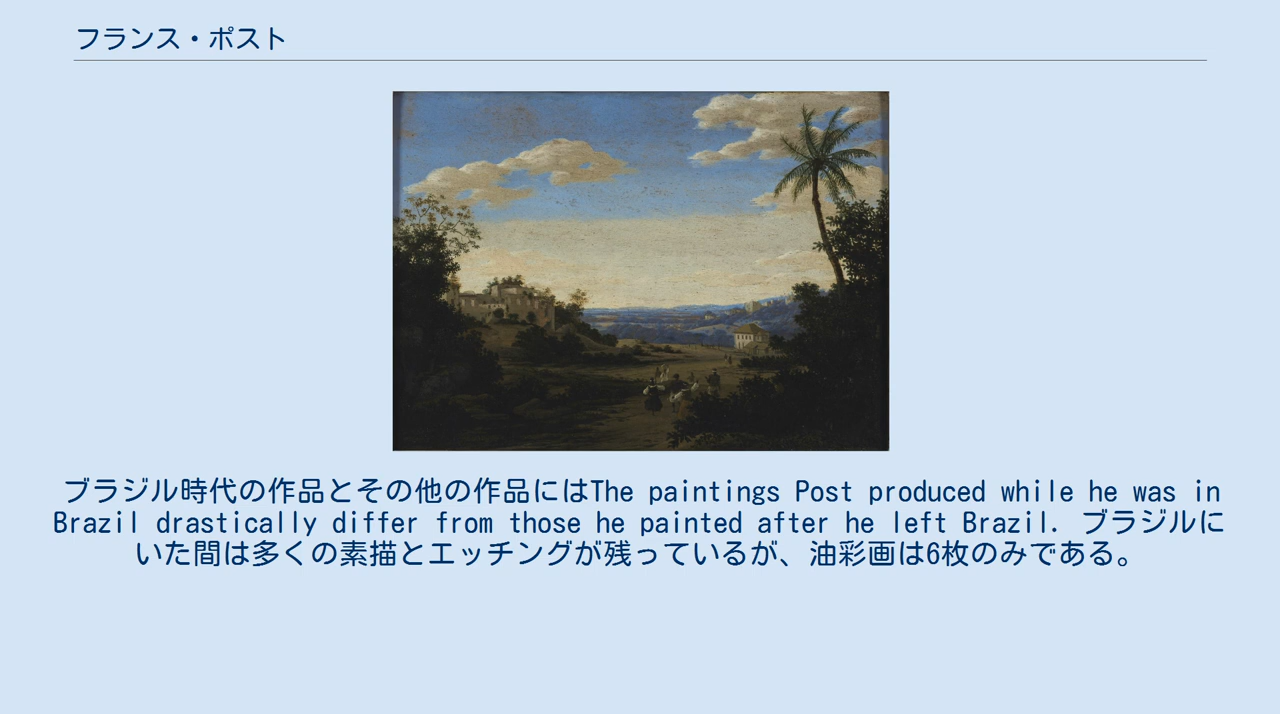 フランス・ポスト
ブラジル時代の作品とその他の作品にはThe paintings Post produced while he was in
Brazil drastically differ from those he painted after he left Brazil. ブラジルに
いた間は多くの素描とエッチングが残っているが、油彩画は6枚のみである。